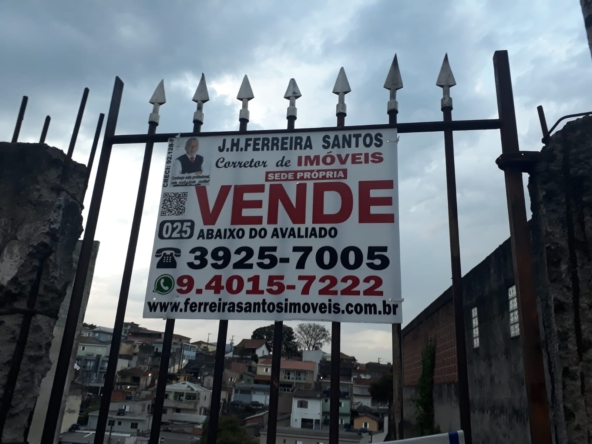 J.H.FERREIRA SANTOS
Corretor de IMÓVEIS
SEDE PRÓPRIA
VENDE
025
ABAIXO DO AVALIADO
3925-7005
9.4015-7222
www.ferreirasantosimoveis.com.br